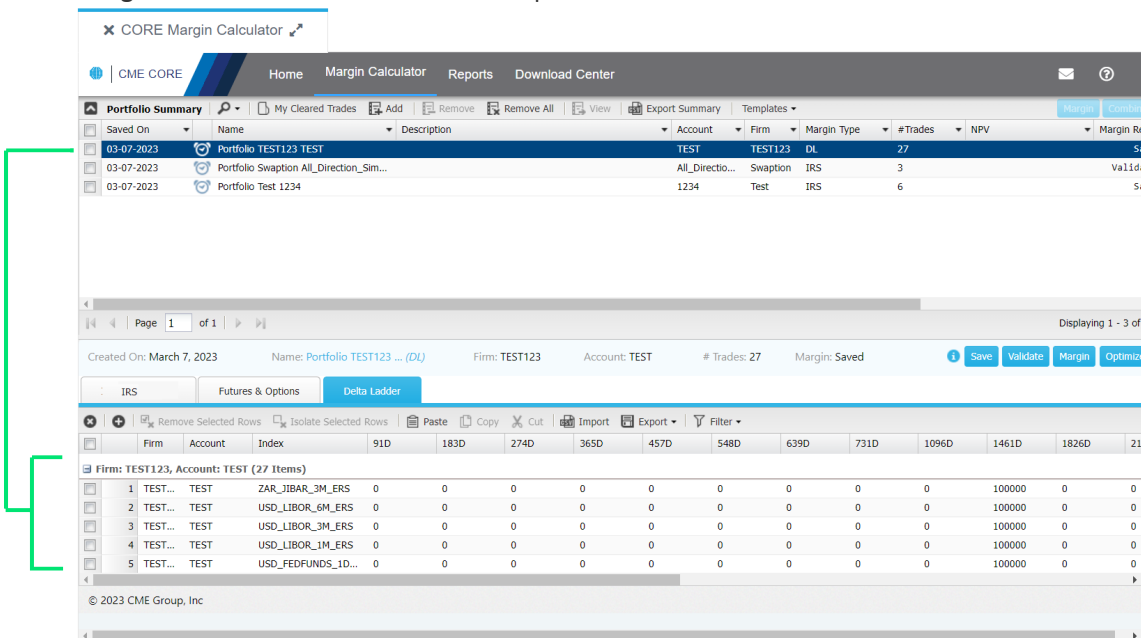 CORE Margin Calculator
CME CORE Home Margin Calculator Reports Download Center
Portfolio Summary My Cleared Trades Add Remove Remove All View Export Summary Templates Margin
Saved On Name Description Account Firm Margin Type #Trades NPV Margin
03-07-2023 Portfolio TEST123 TEST TEST TEST123 DL 27
03-07-2023 Portfolio Swaption All_Direction_Sim... All_Directio... Swaption IRS 3
03-07-2023 Portfolio Test 1234 1234 Test IRS 6
Page 1 of 1 Displaying 1 - 3 of
Created On: March 7, 2023 Name: Portfolio TEST123 ... (DL) Firm: TEST123 Account: TEST # Trades: 27 Margin: Saved Save Validate Margin Optimize
IRS Futures & Options Delta Ladder
Remove Selected Rows Isolate Selected Rows Paste Copy Cut Import Export Filter
Firm Account Index 91D 183D 274D 365D 457D 548D 639D 731D 1096D 1461D 1826D 21
Firm: TEST123, Account: TEST (27 Items)
1 TEST... TEST ZAR_JIBAR_3M_ERS 0 0 0 0 0 0 0 0 0 100000 0 0
2 TEST... TEST USD_LIBOR_6M_ERS 0 0 0 0 0 0 0 0 0 100000 0 0
3 TEST... TEST USD_LIBOR_3M_ERS 0 0 0 0 0 0 0 0 0 100000 0 0
4 TEST... TEST USD_LIBOR_1M_ERS 0 0 0 0 0 0 0 0 0 100000 0 0
5 TEST... TEST USD_FEDFUNDS_1D... 0 0 0 0 0 0 0 0 0 100000 0 0
© 2023 CME Group, Inc